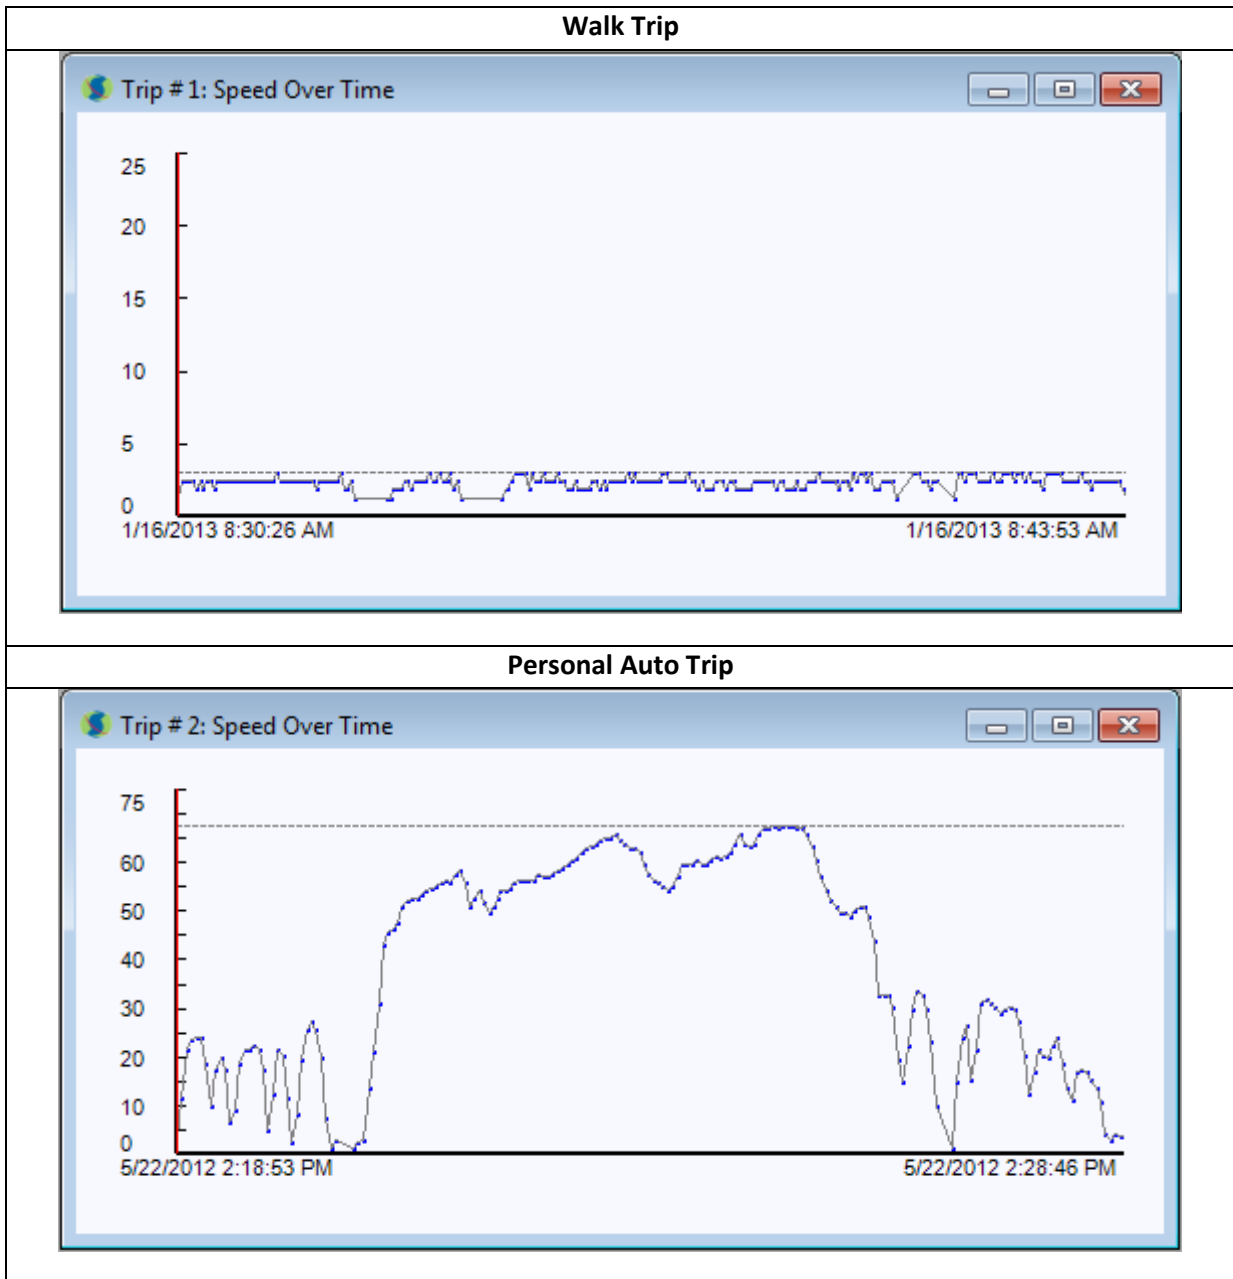 Walk Trip
Trip # 1: Speed Over Time
25
20
15
10
5
0
1/16/2013 8:30:26 AM
1/16/2013 8:43:53 AM
Personal Auto Trip
Trip # 2: Speed Over Time
75
60
50
40
30
20
10
0
5/22/2012 2:18:53 PM
5/22/2012 2:28:46 PM